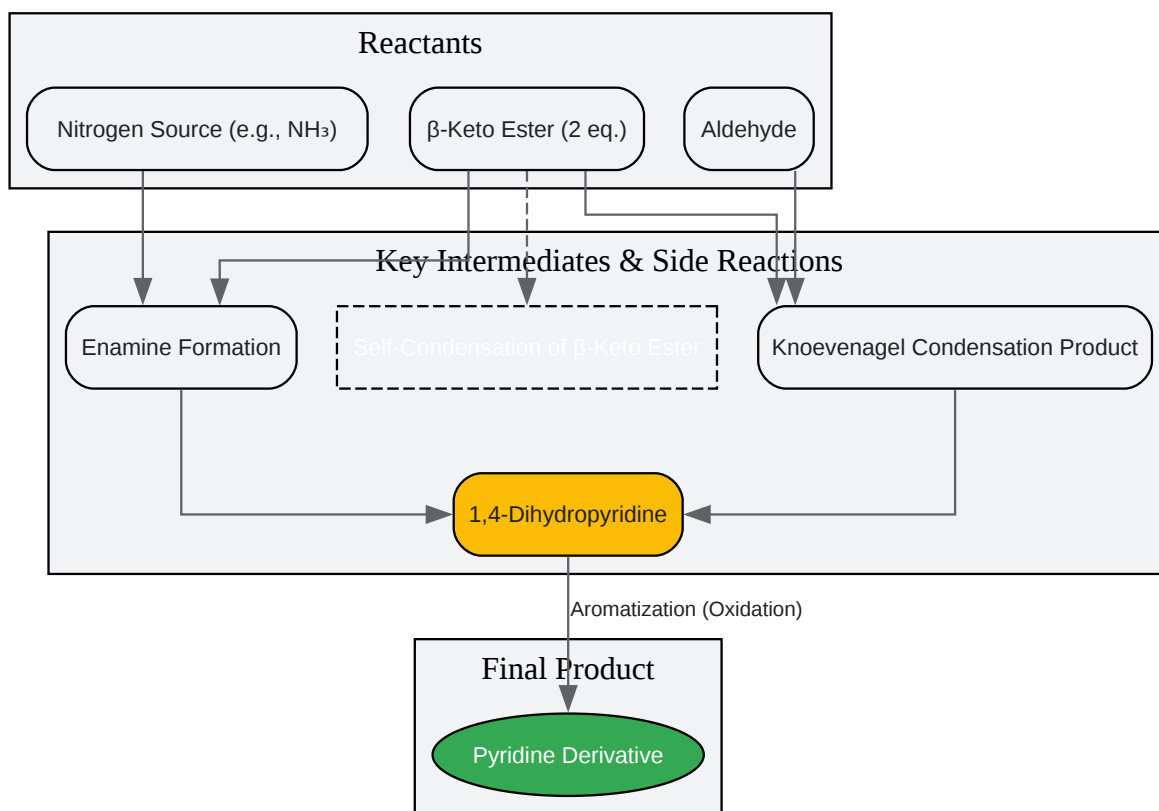 Reactants
Nitrogen Source (e.g., NH₃)
β-Keto Ester (2 eq.)
Aldehyde
Key Intermediates & Side Reactions
Enamine Formation
Self-Condensation of β-Keto Ester
Knoevenagel Condensation Product
1,4-Dihydropyridine
Aromatization (Oxidation)
Final Product
Pyridine Derivative